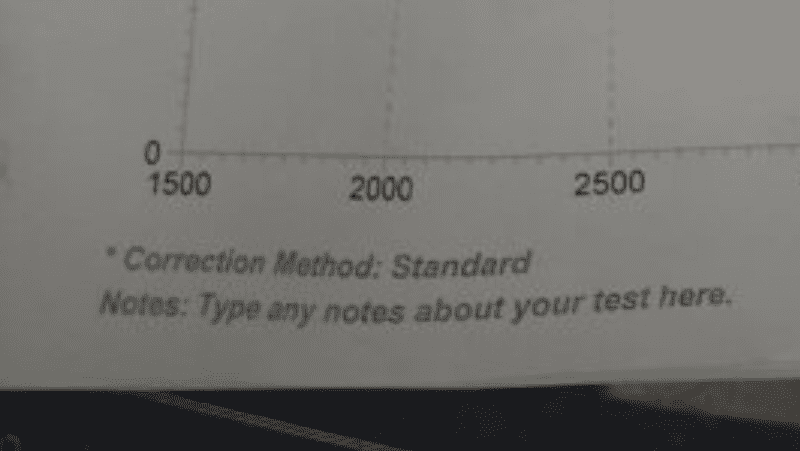 0
1500 2000 2500
* Correction Method: Standard
Notes: Type any notes about your test here.